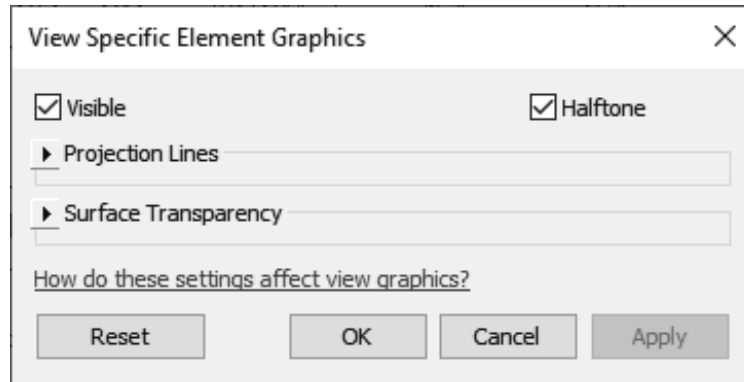 View Specific Element Graphics
Visible Halftone
Projection Lines
Surface Transparency
How do these settings affect view graphics?
Reset OK Cancel Apply